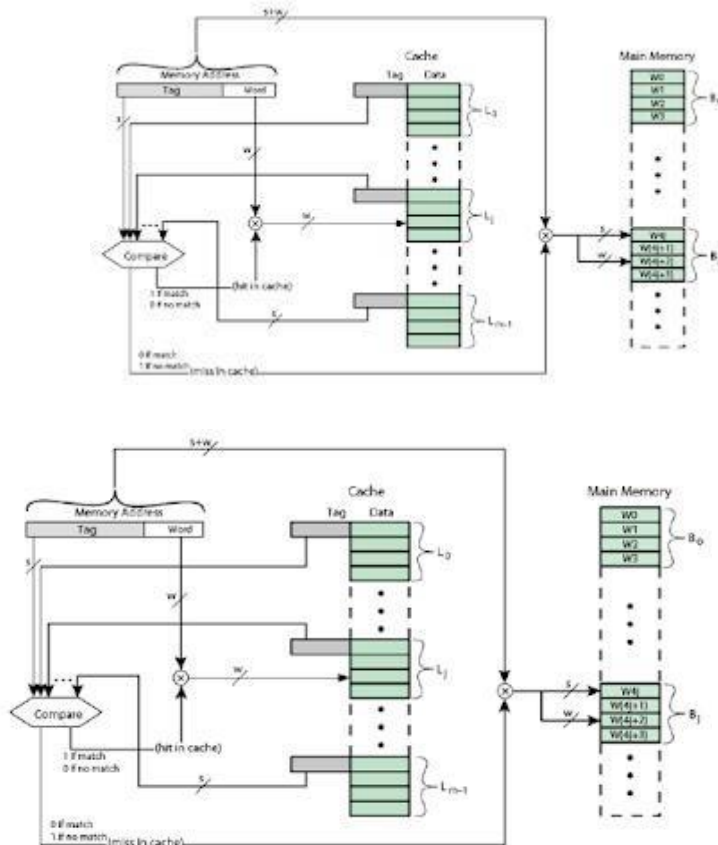 s+w
Cache
Main Memory
Memory Address
Tag Data
Tag Word
W0
W1
W2
W3
L0
s
w
w
Lj
W4j
W(4j+1)
W(4j+2)
W(4j+3)
s
w
Compare
(hit in cache)
1 if match
0 if no match
s
Lm-1
0 if match
1 if no match
(miss in cache)
s+w
Cache
Main Memory
Memory Address
Tag Data
Tag Word
W0
W1
W2
W3
B0
L0
s
w
w
Lj
s
w
W4j
W(4j+1)
W(4j+2)
W(4j+3)
Bj
Compare
(hit in cache)
1 if match
0 if no match
s
Lm-1
0 if match
1 if no match
(miss in cache)